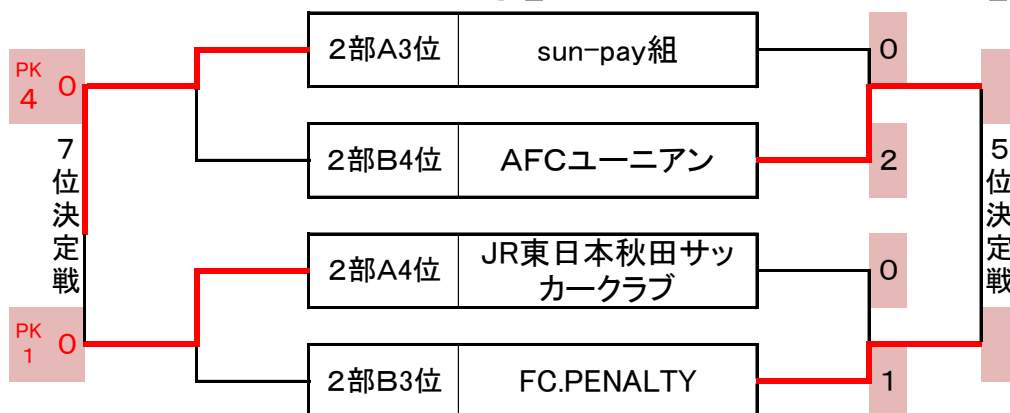 2部A3位
sun-pay組
0
PK
4
0
2部B4位
AFCユーニアン
2
7位決定戦
5位決定戦
2部A4位
JR東日本秋田サッ
カークラブ
0
PK
1
0
2部B3位
FC.PENALTY
1